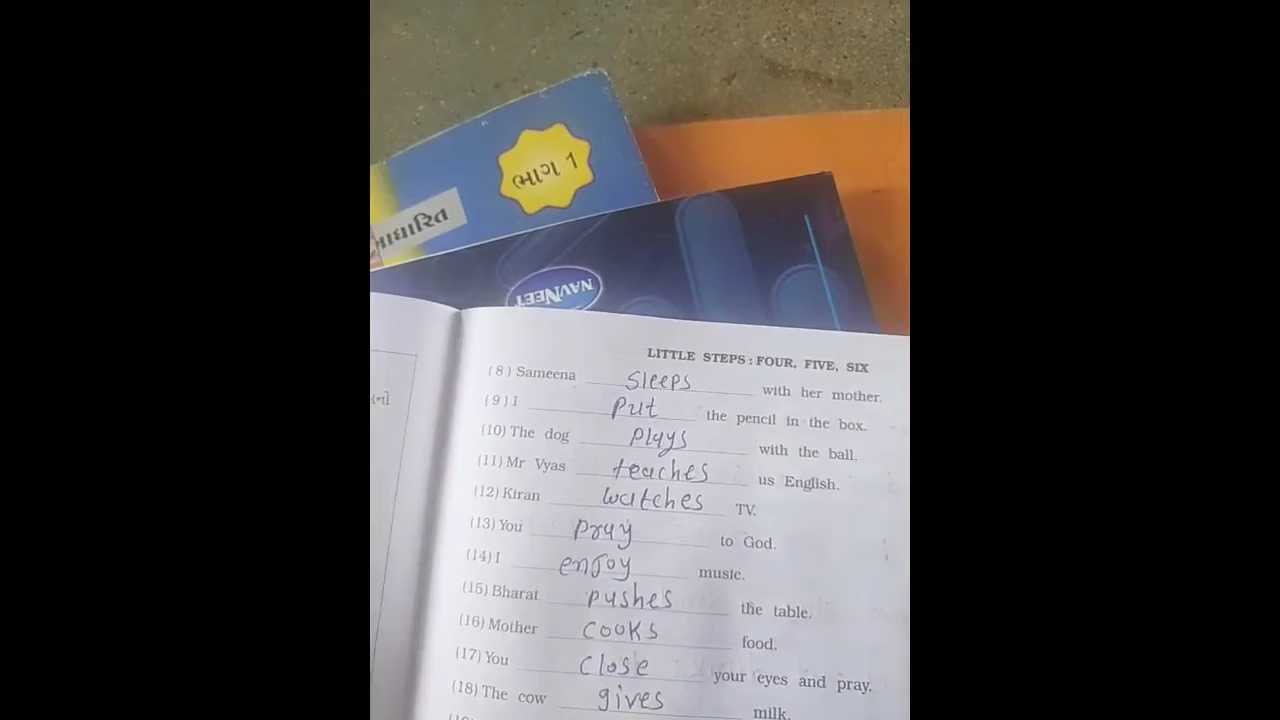 ભાગ 1
આધારિત
NAVNEET
LITTLE STEPS : FOUR, FIVE, SIX
(8) Sameena sleeps with her mother.
(9) I put the pencil in the box.
(10) The dog plays with the ball.
(11) Mr Vyas teaches us English.
(12) Kiran watches TV.
(13) You pray to God.
(14) I enjoy music.
(15) Bharat pushes the table.
(16) Mother cooks food.
(17) You close your eyes and pray.
(18) The cow gives milk.